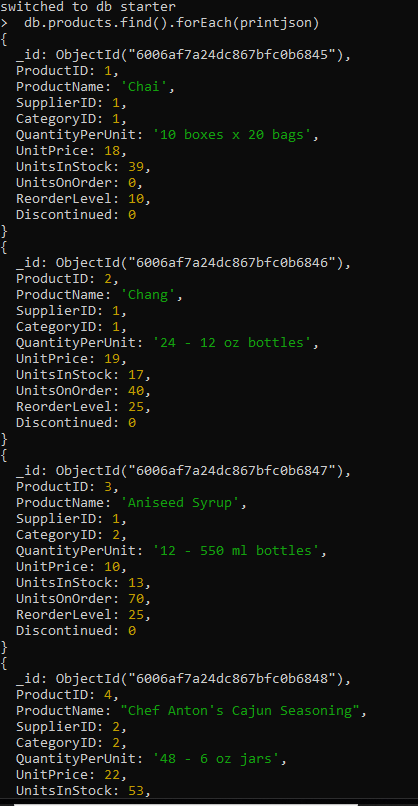 switched to db starter
>  db.products.find().forEach(printjson)
{
  _id: ObjectId("6006af7a24dc867bfc0b6845"),
  ProductID: 1,
  ProductName: 'Chai',
  SupplierID: 1,
  CategoryID: 1,
  QuantityPerUnit: '10 boxes x 20 bags',
  UnitPrice: 18,
  UnitsInStock: 39,
  UnitsOnOrder: 0,
  ReorderLevel: 10,
  Discontinued: 0
}
{
  _id: ObjectId("6006af7a24dc867bfc0b6846"),
  ProductID: 2,
  ProductName: 'Chang',
  SupplierID: 1,
  CategoryID: 1,
  QuantityPerUnit: '24 - 12 oz bottles',
  UnitPrice: 19,
  UnitsInStock: 17,
  UnitsOnOrder: 40,
  ReorderLevel: 25,
  Discontinued: 0
}
{
  _id: ObjectId("6006af7a24dc867bfc0b6847"),
  ProductID: 3,
  ProductName: 'Aniseed Syrup',
  SupplierID: 1,
  CategoryID: 2,
  QuantityPerUnit: '12 - 550 ml bottles',
  UnitPrice: 10,
  UnitsInStock: 13,
  UnitsOnOrder: 70,
  ReorderLevel: 25,
  Discontinued: 0
}
{
  _id: ObjectId("6006af7a24dc867bfc0b6848"),
  ProductID: 4,
  ProductName: "Chef Anton's Cajun Seasoning",
  SupplierID: 2,
  CategoryID: 2,
  QuantityPerUnit: '48 - 6 oz jars',
  UnitPrice: 22,
  UnitsInStock: 53,